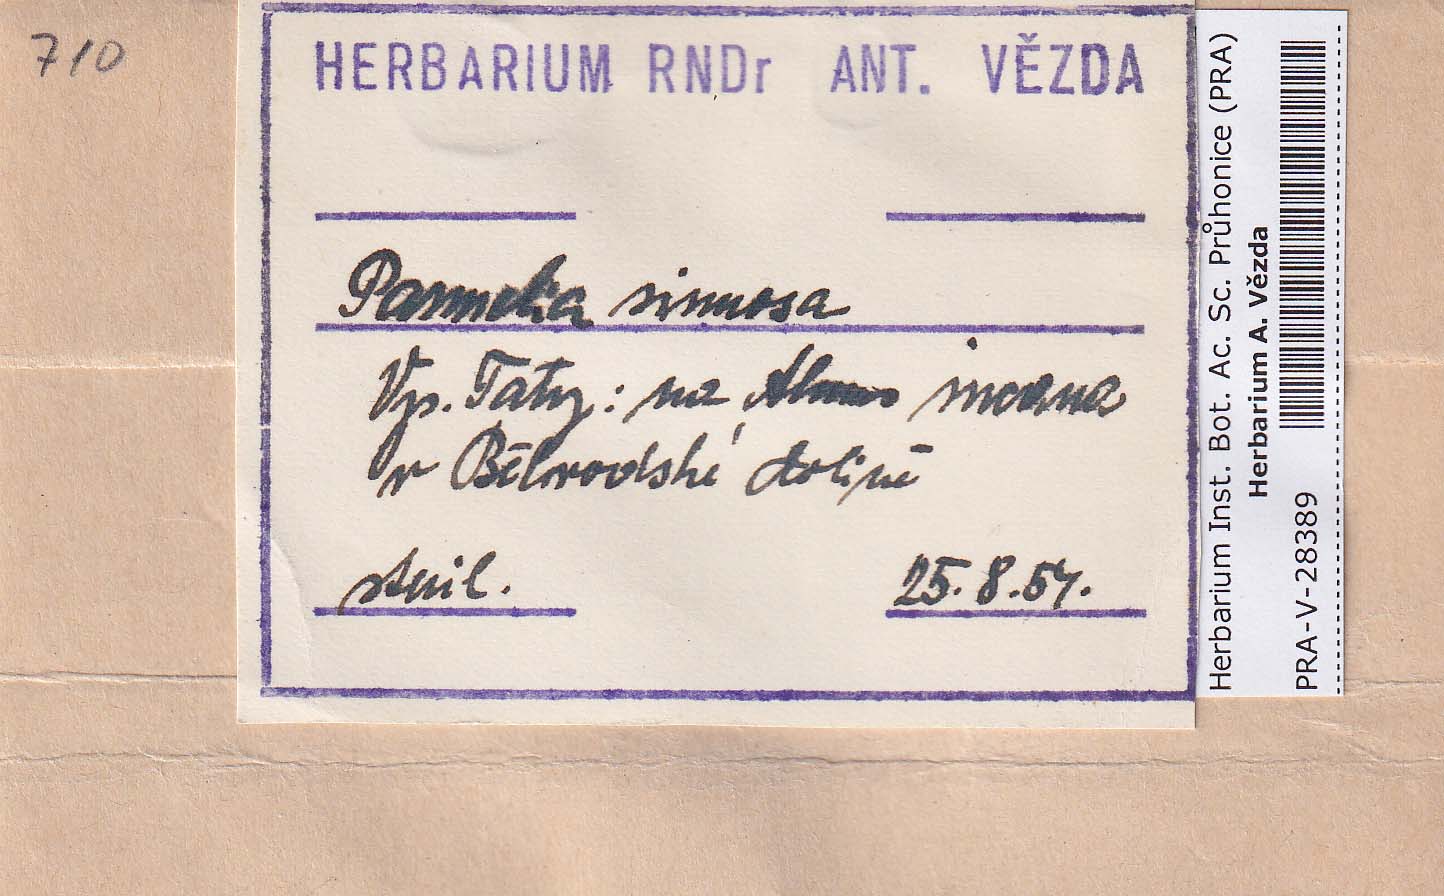 710
HERBARIUM RNDr ANT. VĚZDA
Parmelia sinuosa
Vys. Tatry: na Alnus incana
v Bělovodské dolině
steril.
25.8.57.
Herbarium Inst. Bot. Ac. Sc. Průhonice (PRA)
Herbarium A. Vězda
PRA-V-28389